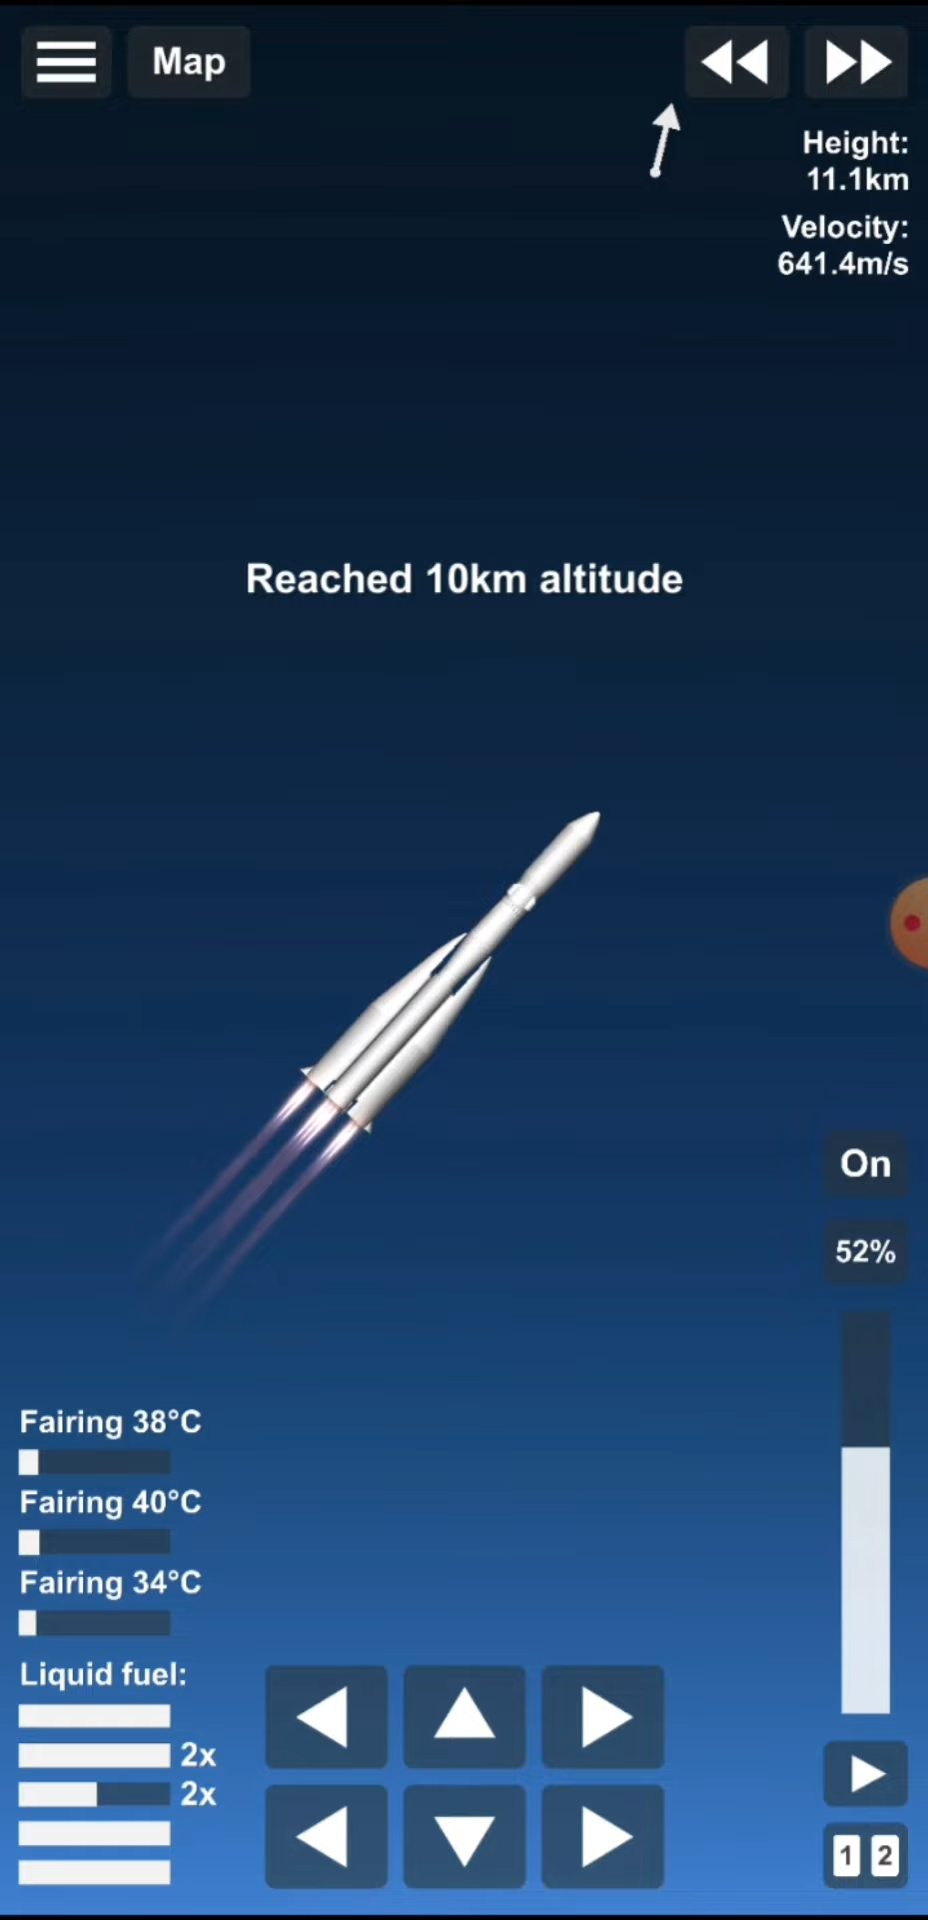 Map
Height:
11.1km
Velocity:
641.4m/s
Reached 10km altitude
On
52%
Fairing 38°C
Fairing 40°C
Fairing 34°C
Liquid fuel:
2x
2x
1 2